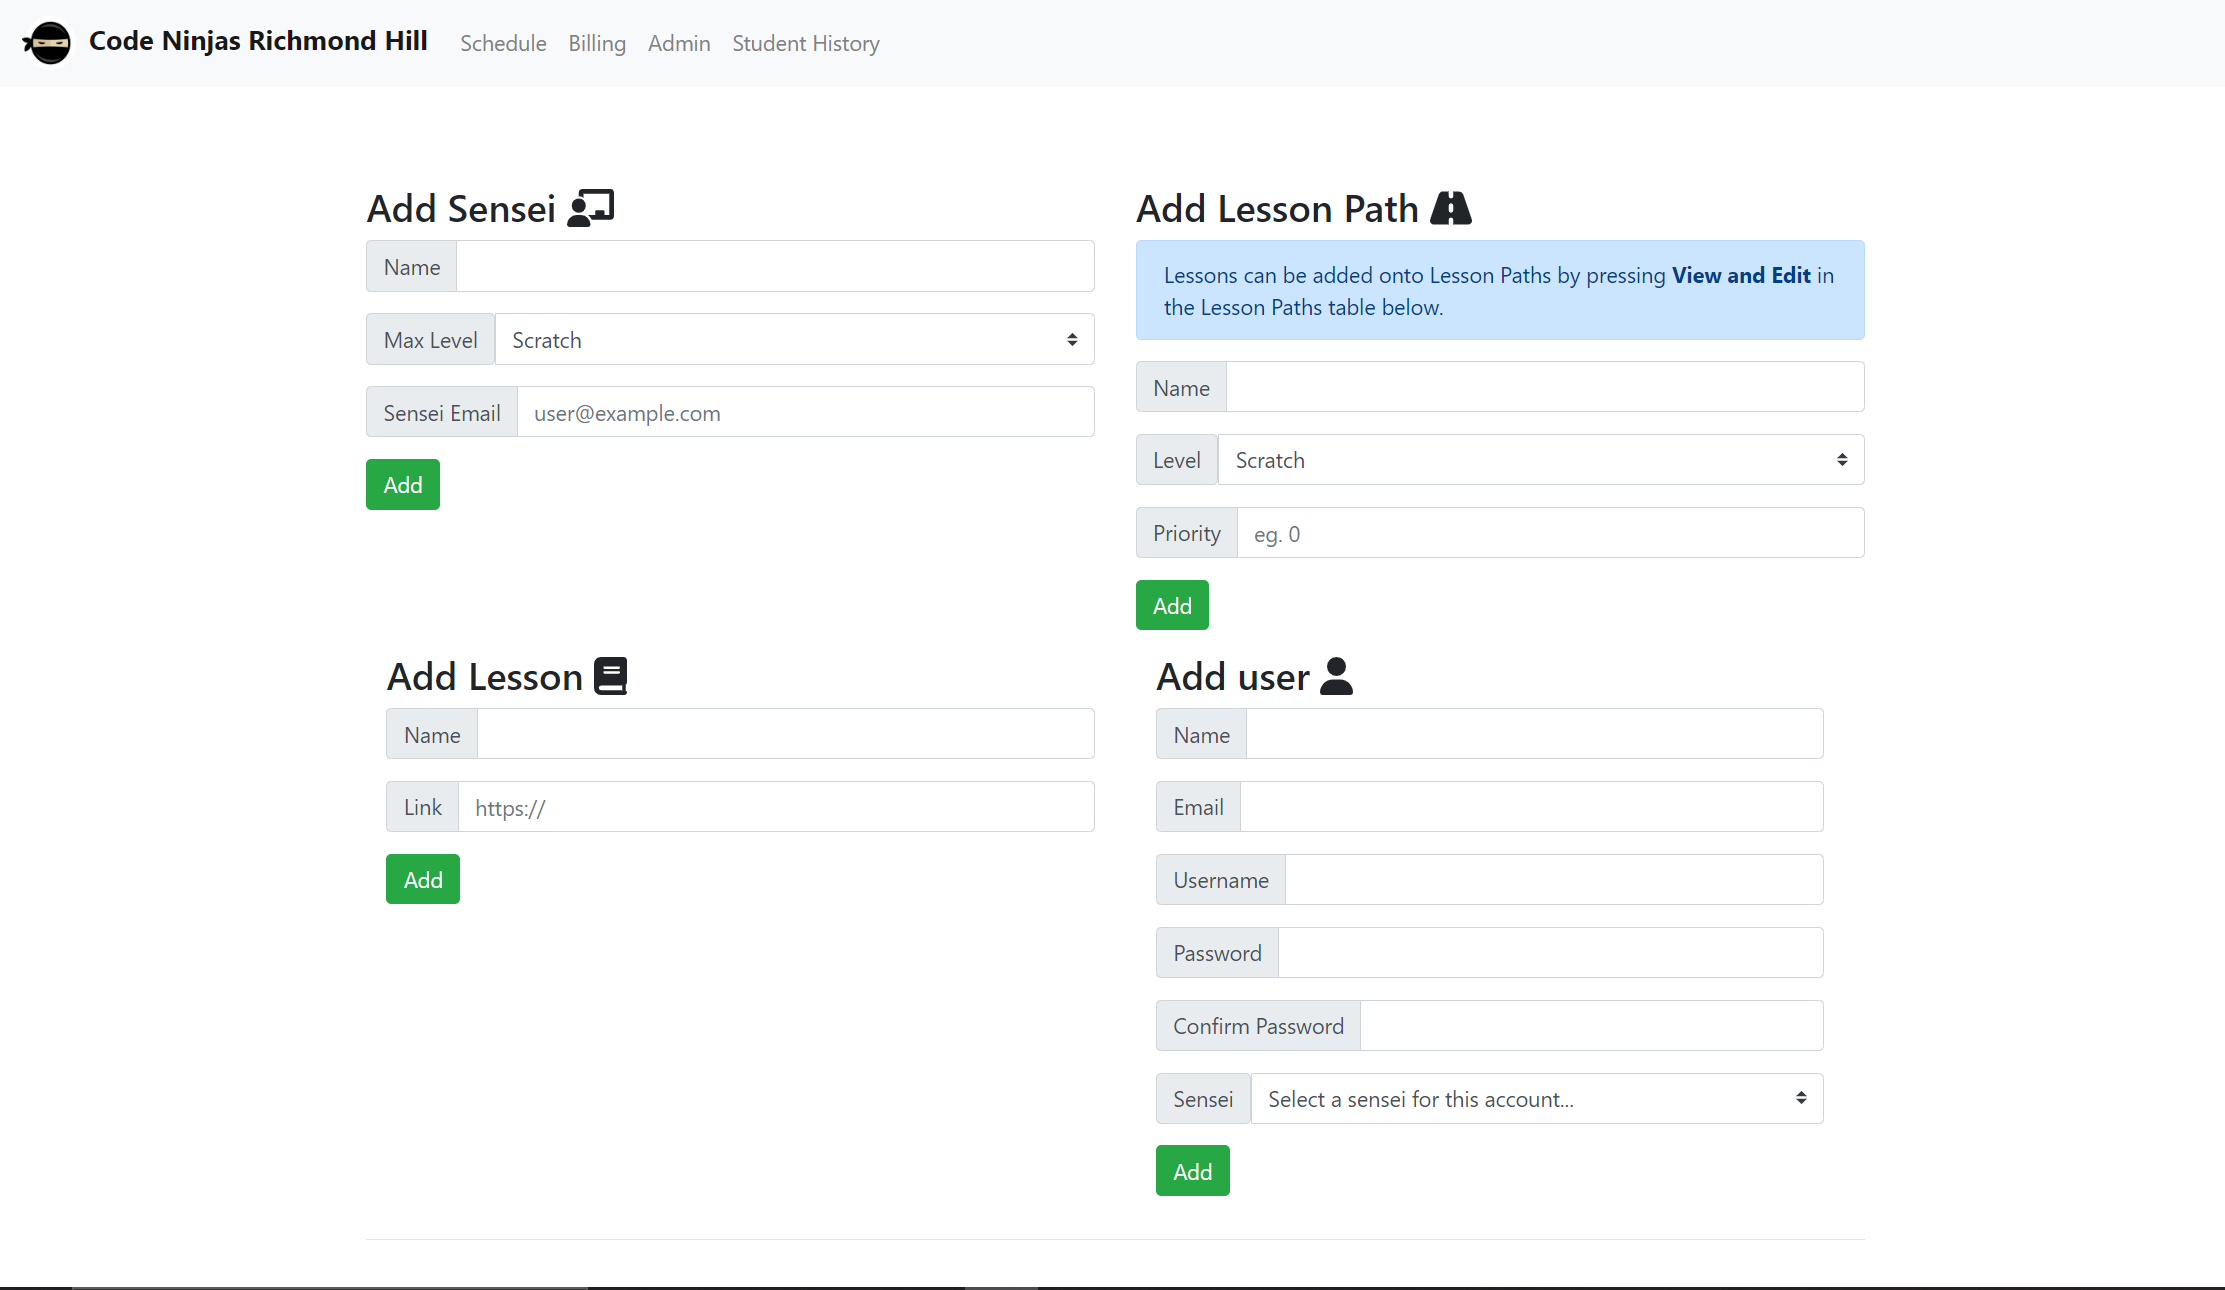 Code Ninjas Richmond Hill Schedule Billing Admin Student History
Add Sensei
Name
Max Level Scratch
Sensei Email user@example.com
Add
Add Lesson Path
Lessons can be added onto Lesson Paths by pressing View and Edit in
the Lesson Paths table below.
Name
Level Scratch
Priority eg. 0
Add
Add Lesson
Name
Link https://
Add
Add user
Name
Email
Username
Password
Confirm Password
Sensei Select a sensei for this account...
Add